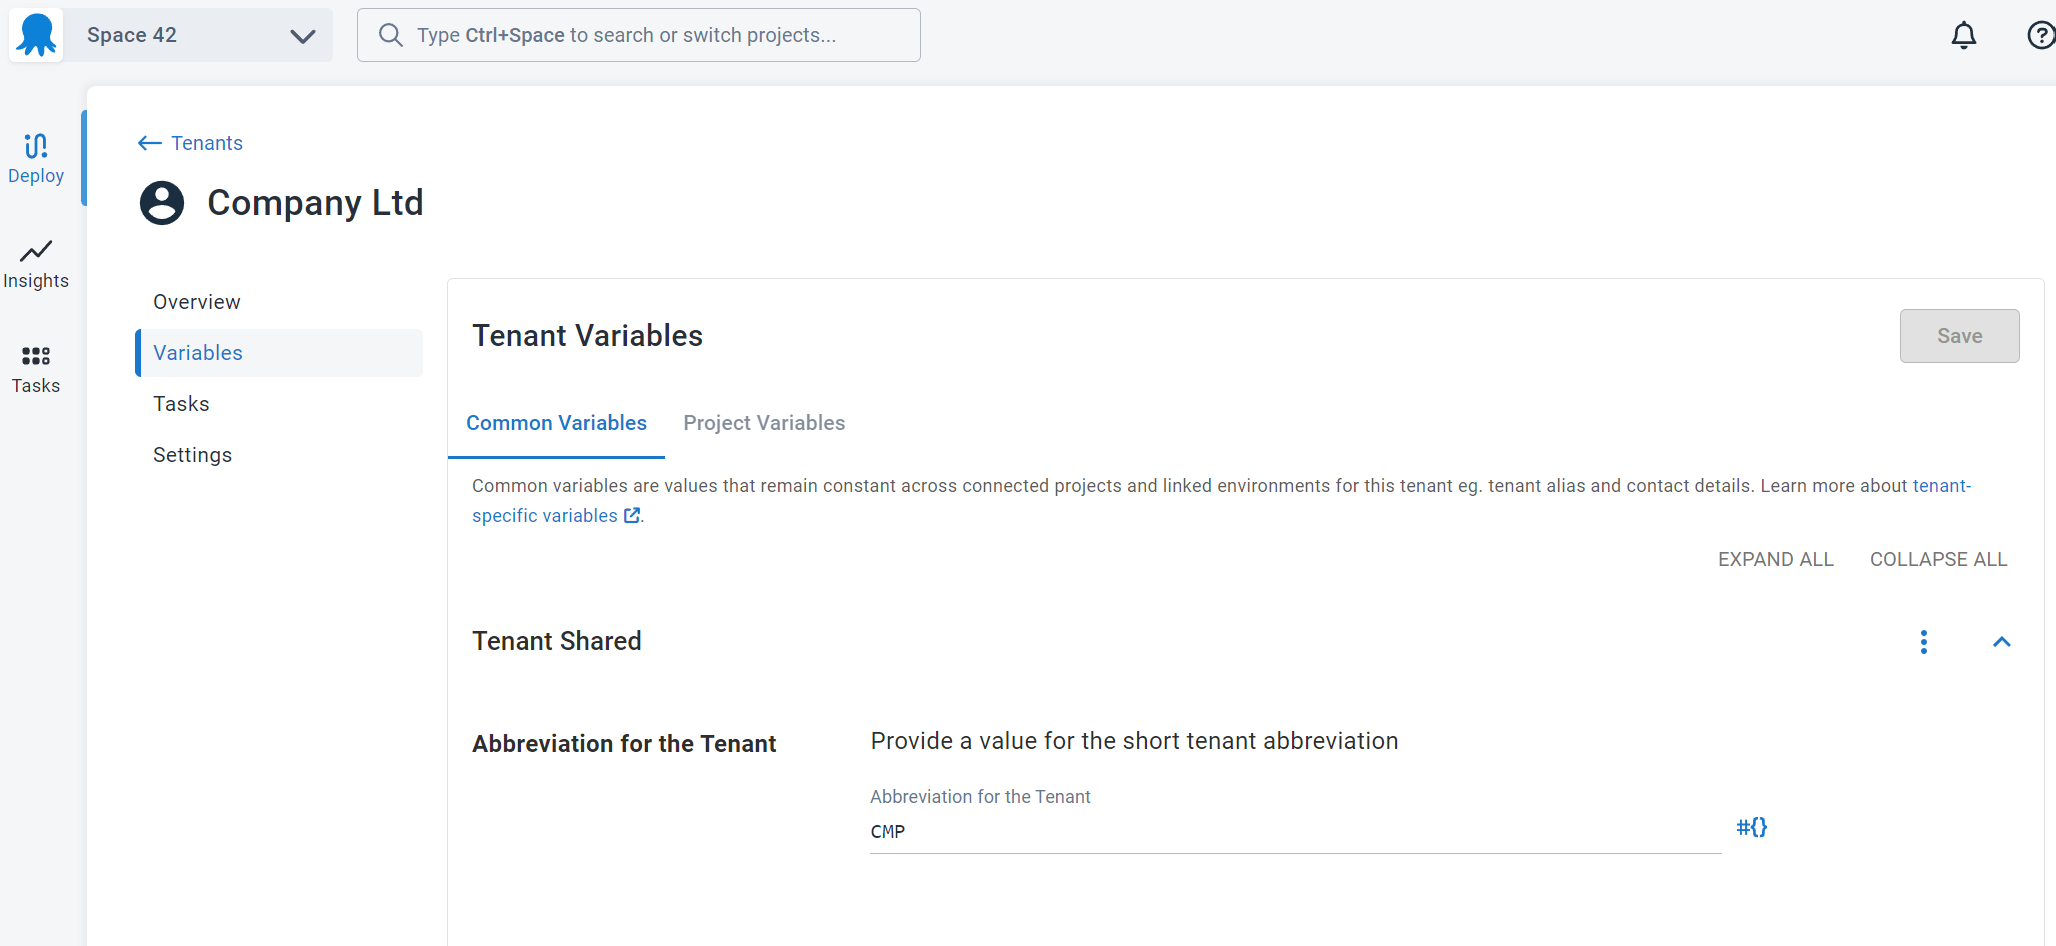 Space 42
Type Ctrl+Space to search or switch projects...
Deploy
Insights
Tasks
Tenants
Company Ltd
Overview
Variables
Tasks
Settings
Tenant Variables
Save
Common Variables
Project Variables
Common variables are values that remain constant across connected projects and linked environments for this tenant eg. tenant alias and contact details. Learn more about tenant-
specific variables .
EXPAND ALL
COLLAPSE ALL
Tenant Shared
Abbreviation for the Tenant
Provide a value for the short tenant abbreviation
Abbreviation for the Tenant
CMP
#{}